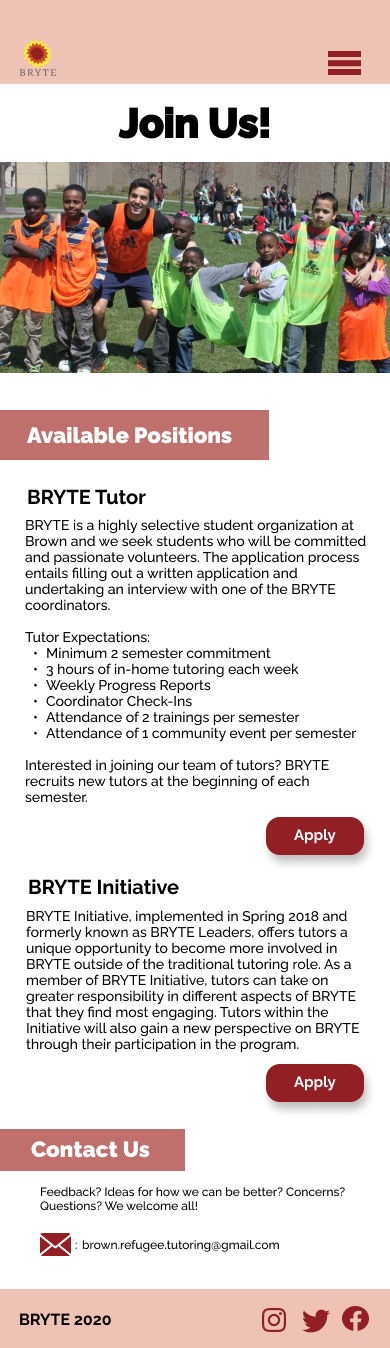 BRYTE
Join Us!
Available Positions
BRYTE Tutor
BRYTE is a highly selective student organization at
Brown and we seek students who will be committed
and passionate volunteers. The application process
entails filling out a written application and
undertaking an interview with one of the BRYTE
coordinators.
Tutor Expectations:
• Minimum 2 semester commitment
• 3 hours of in-home tutoring each week
• Weekly Progress Reports
• Coordinator Check-Ins
• Attendance of 2 trainings per semester
• Attendance of 1 community event per semester
Interested in joining our team of tutors? BRYTE
recruits new tutors at the beginning of each
semester.
Apply
BRYTE Initiative
BRYTE Initiative, implemented in Spring 2018 and
formerly known as BRYTE Leaders, offers tutors a
unique opportunity to become more involved in
BRYTE outside of the traditional tutoring role. As a
member of BRYTE Initiative, tutors can take on
greater responsibility in different aspects of BRYTE
that they find most engaging. Tutors within the
Initiative will also gain a new perspective on BRYTE
through their participation in the program.
Apply
Contact Us
Feedback? Ideas for how we can be better? Concerns?
Questions? We welcome all!
: brown.refugee.tutoring@gmail.com
BRYTE 2020